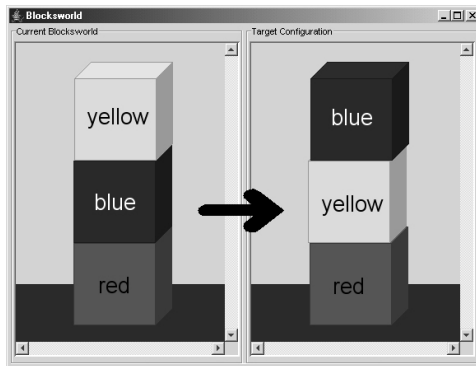 Blocksworld
Current Blocksworld
Target Configuration
yellow
blue
red
blue
yellow
red